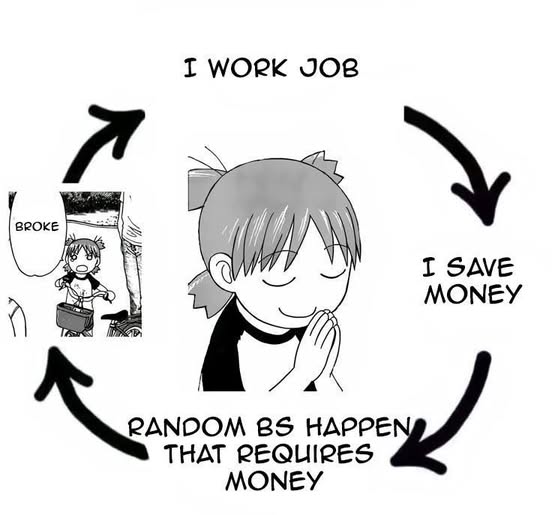 I WORK JOB
I SAVE
MONEY
RANDOM BS HAPPEN
THAT REQUIRES
MONEY
BROKE